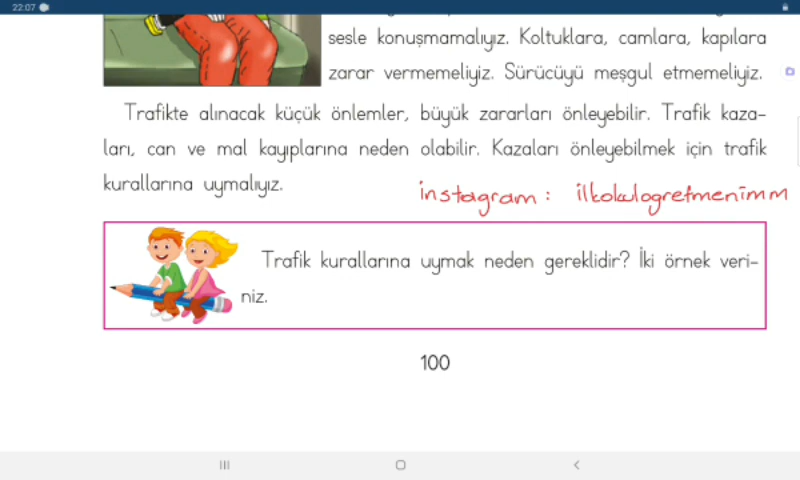 22:07
sesle konuşmamalıyız. Koltuklara, camlara, kapılara
zarar vermemeliyiz. Sürücüyü meşgul etmemeliyiz.
Trafikte alınacak küçük önlemler, büyük zararları önleyebilir. Trafik kaza-
ları, can ve mal kayıplarına neden olabilir. Kazaları önleyebilmek için trafik
kurallarına uymalıyız.
instagram: ilkokulogretmenimm
Trafik kurallarına uymak neden gereklidir? İki örnek veri-
niz.
100